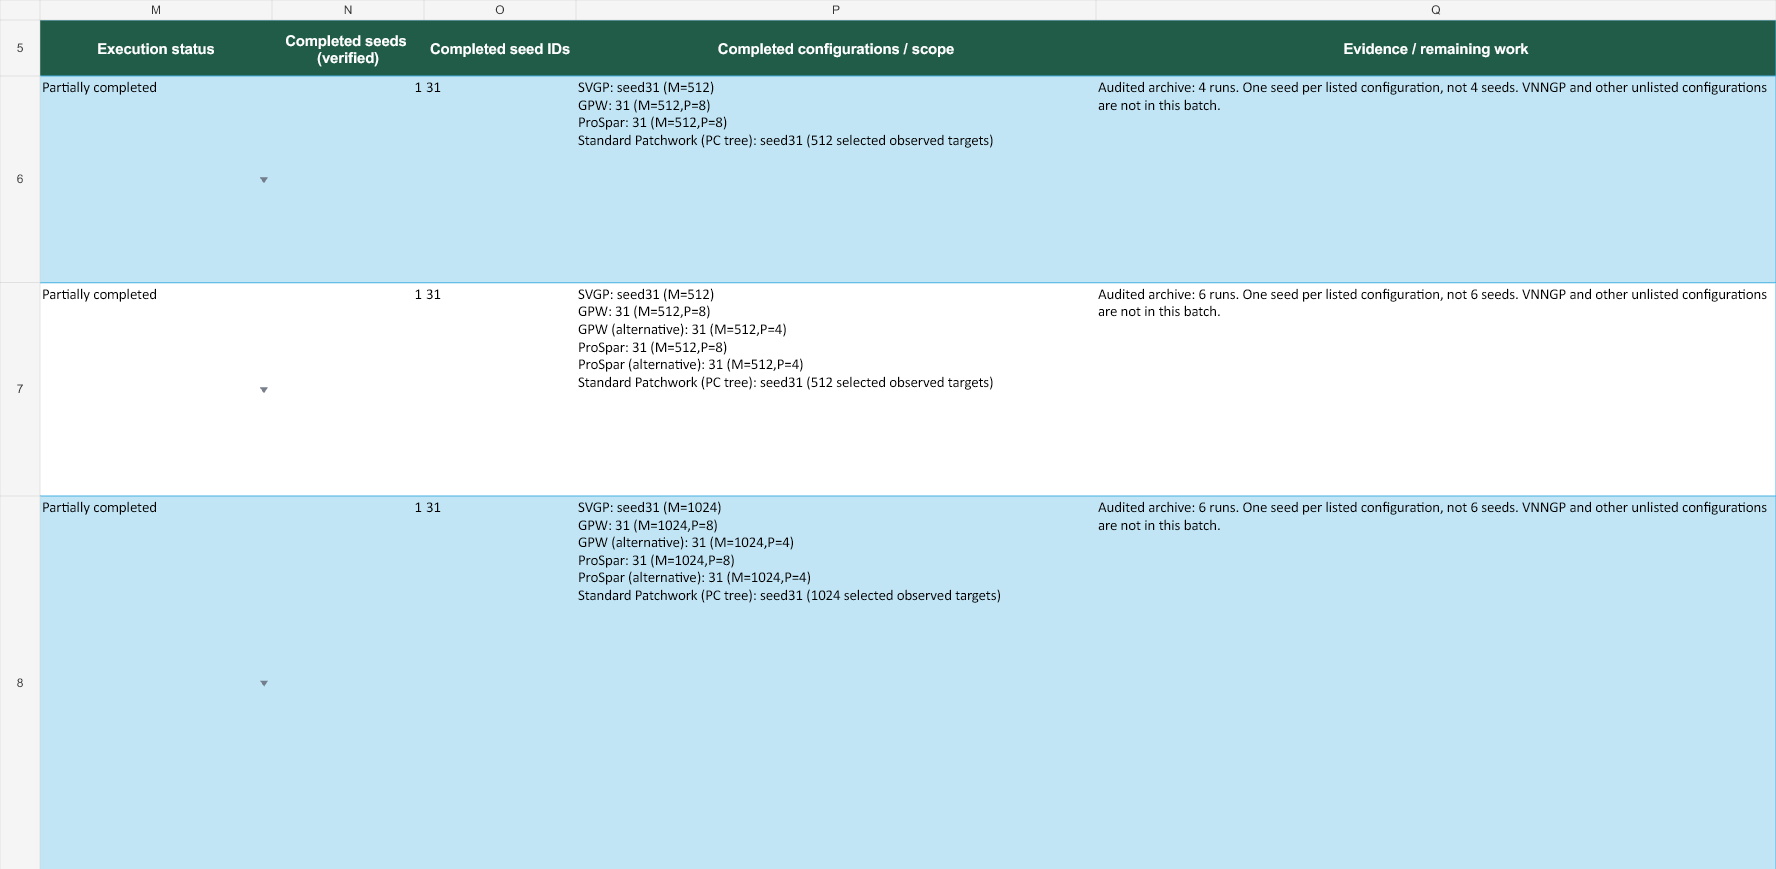 M N O P Q
5 Execution status Completed seeds (verified) Completed seed IDs Completed configurations / scope Evidence / remaining work
6
Partially completed
1 31
SVGP: seed31 (M=512)
GPW: 31 (M=512,P=8)
ProSpar: 31 (M=512,P=8)
Standard Patchwork (PC tree): seed31 (512 selected observed targets)
Audited archive: 4 runs. One seed per listed configuration, not 4 seeds. VNNGP and other unlisted configurations
are not in this batch.
7
Partially completed
1 31
SVGP: seed31 (M=512)
GPW: 31 (M=512,P=8)
GPW (alternative): 31 (M=512,P=4)
ProSpar: 31 (M=512,P=8)
ProSpar (alternative): 31 (M=512,P=4)
Standard Patchwork (PC tree): seed31 (512 selected observed targets)
Audited archive: 6 runs. One seed per listed configuration, not 6 seeds. VNNGP and other unlisted configurations
are not in this batch.
8
Partially completed
1 31
SVGP: seed31 (M=1024)
GPW: 31 (M=1024,P=8)
GPW (alternative): 31 (M=1024,P=4)
ProSpar: 31 (M=1024,P=8)
ProSpar (alternative): 31 (M=1024,P=4)
Standard Patchwork (PC tree): seed31 (1024 selected observed targets)
Audited archive: 6 runs. One seed per listed configuration, not 6 seeds. VNNGP and other unlisted configurations
are not in this batch.